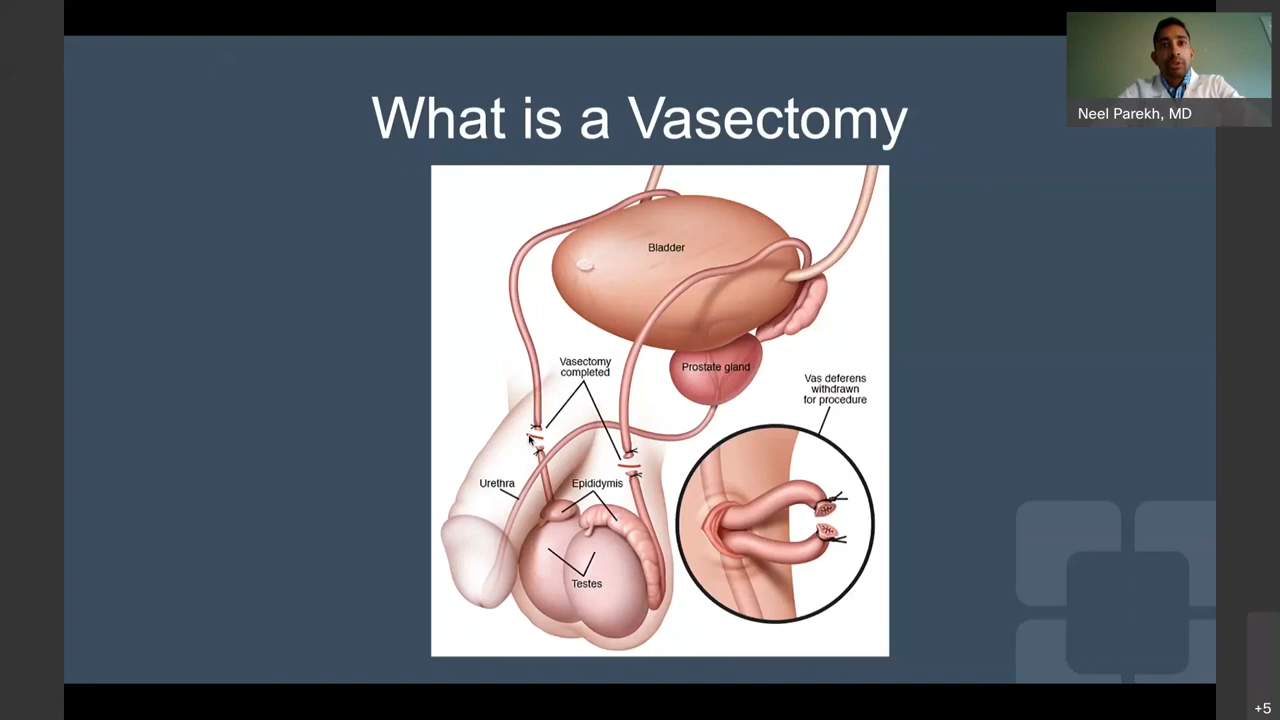 What is a Vasectomy
Neel Parekh, MD
Bladder
Vasectomy
completed
Prostate gland
Vas deferens
withdrawn
for procedure
Urethra
Epididymis
Testes
+5